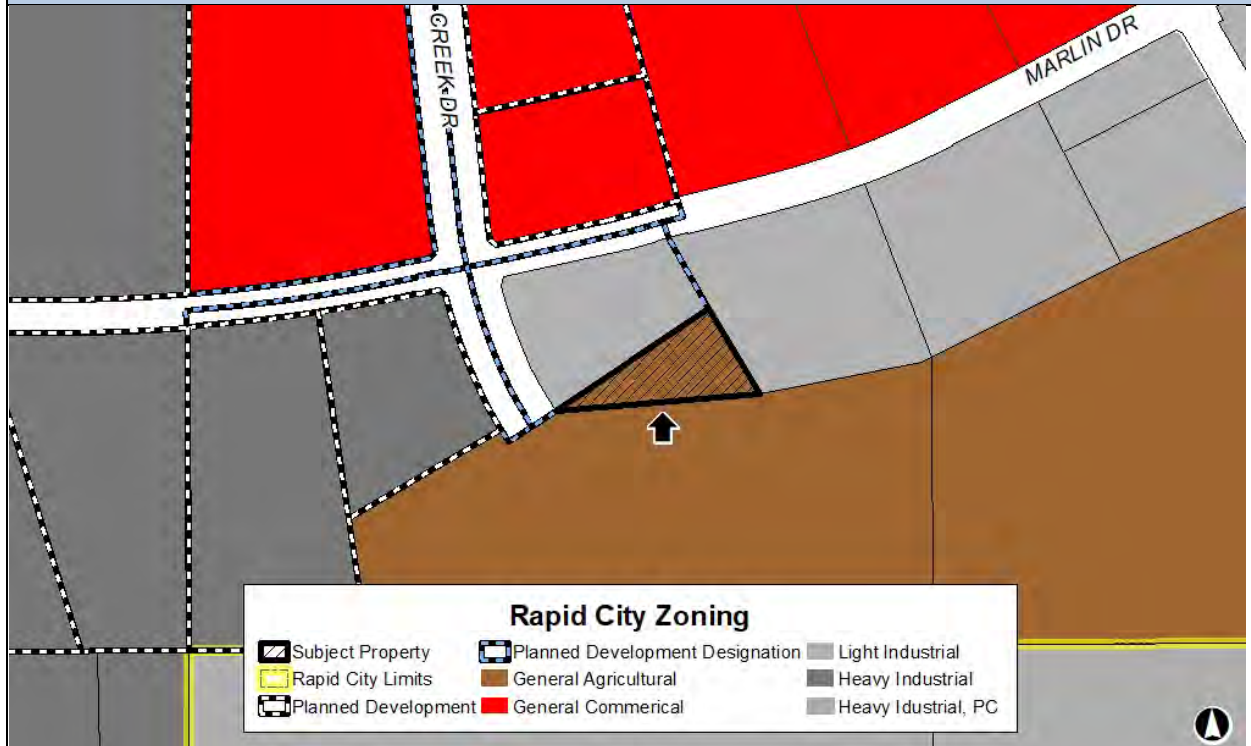 CREEK DR
MARLIN DR
Rapid City Zoning
Subject Property
Rapid City Limits
Planned Development
Planned Development Designation
General Agricultural
General Commerical
Light Industrial
Heavy Industrial
Heavy Idustrial, PC